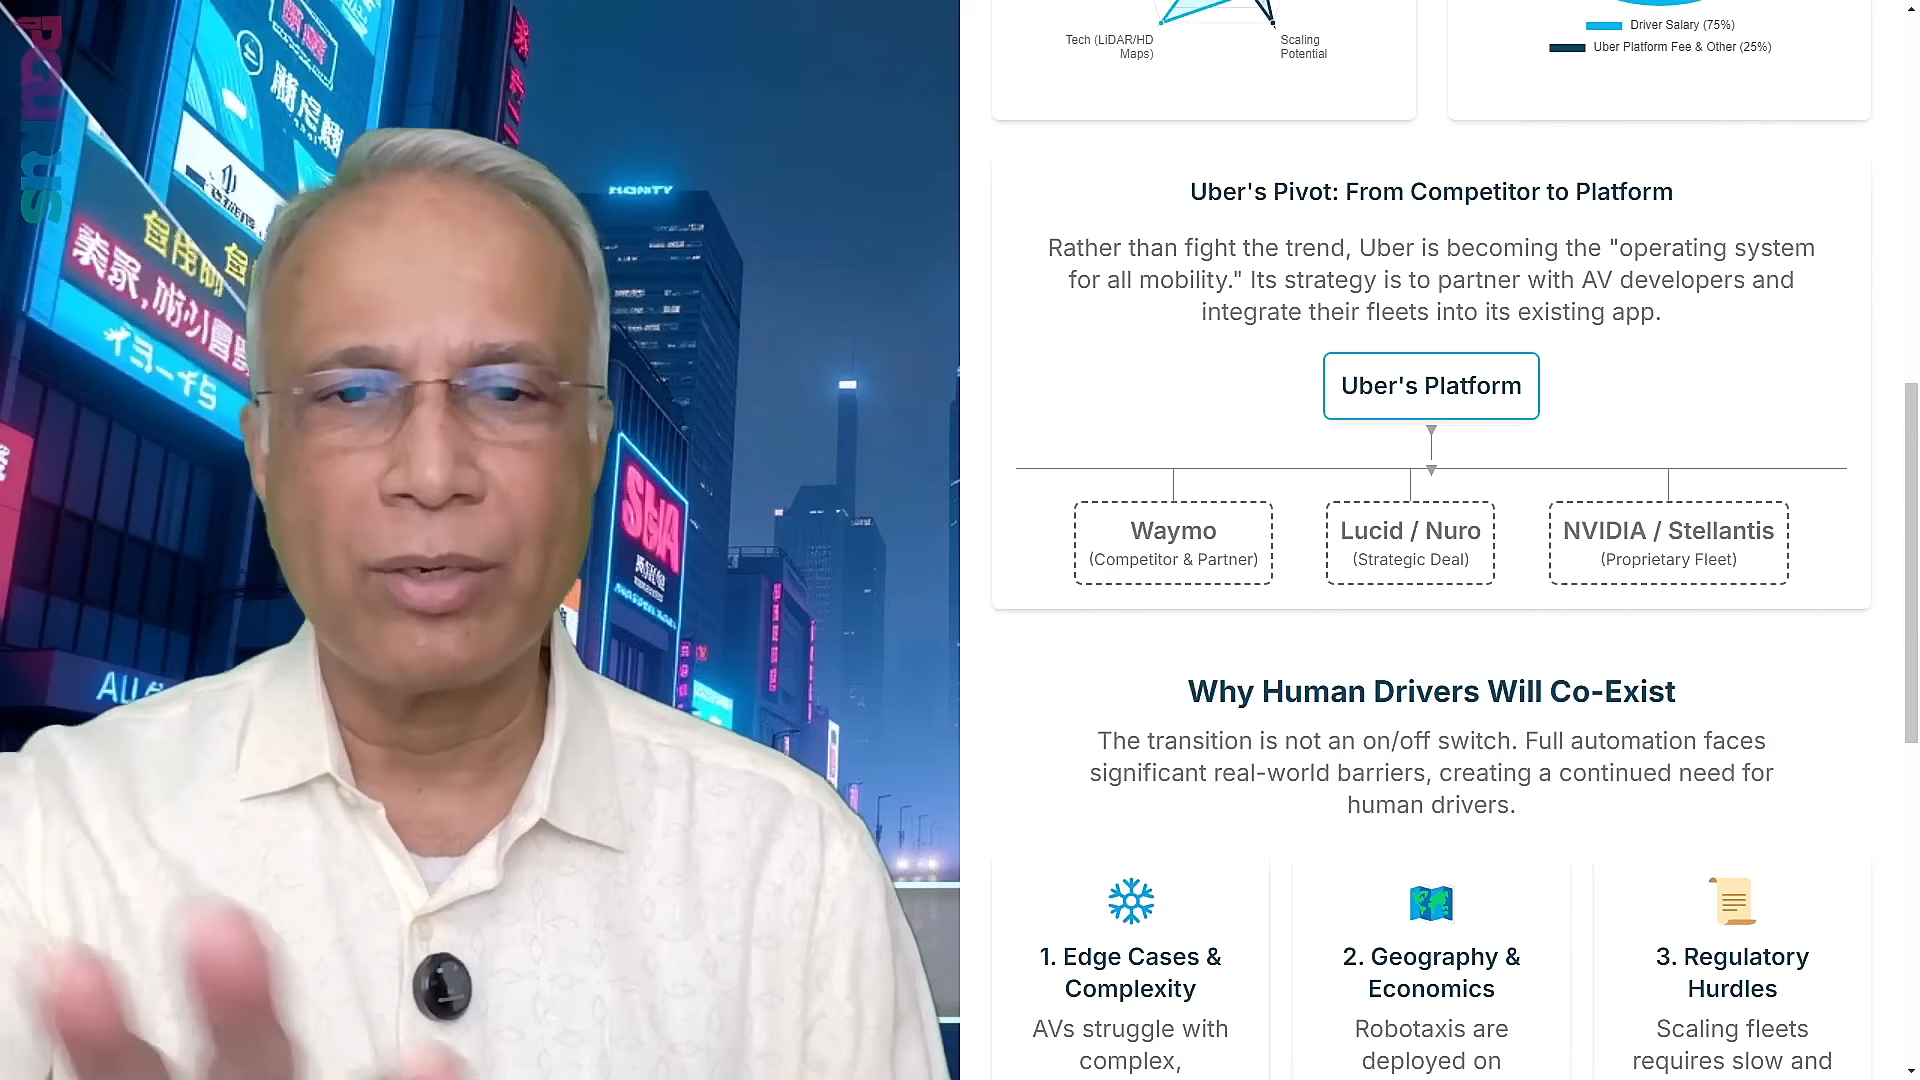 Tech (LiDAR/HD
Maps)
Scaling
Potential
Driver Salary (75%)
Uber Platform Fee & Other (25%)
Uber's Pivot: From Competitor to Platform
Rather than fight the trend, Uber is becoming the "operating system
for all mobility." Its strategy is to partner with AV developers and
integrate their fleets into its existing app.
Uber's Platform
Waymo
(Competitor & Partner)
Lucid / Nuro
(Strategic Deal)
NVIDIA / Stellantis
(Proprietary Fleet)
Why Human Drivers Will Co-Exist
The transition is not an on/off switch. Full automation faces
significant real-world barriers, creating a continued need for
human drivers.
1. Edge Cases &
Complexity
AVs struggle with
complex,
2. Geography &
Economics
Robotaxis are
deployed on
3. Regulatory
Hurdles
Scaling fleets
requires slow and